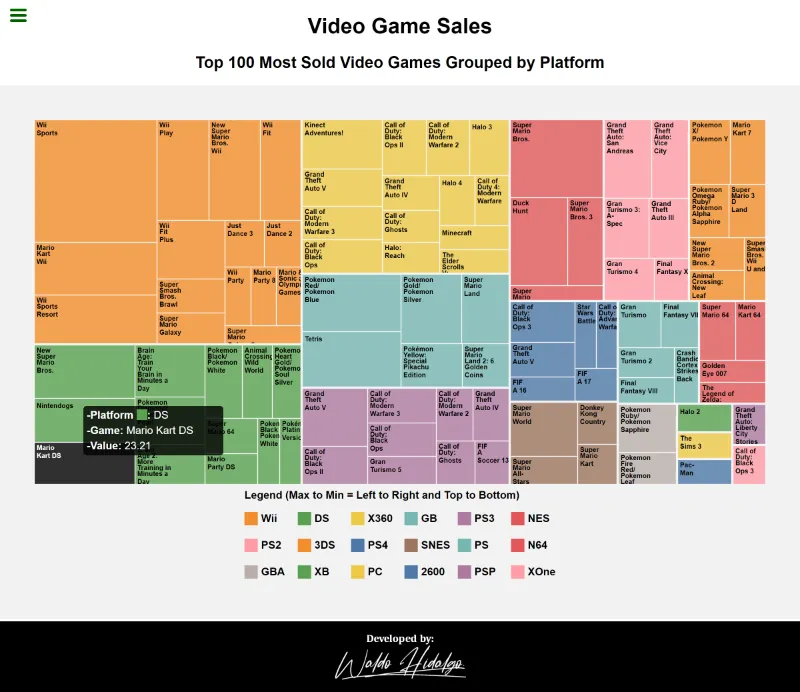 Video Game Sales
Top 100 Most Sold Video Games Grouped by Platform
Wii
Sports
Wii
Play
New
Super
Mario
Bros.
Wii
Wii
Fit
Mario
Kart
Wii
Wii
Fit
Plus
Just
Dance 3
Just
Dance 2
Wii
Sports
Resort
Super
Smash
Bros.
Brawl
Wii
Party
Mario
Party 8
Mario &
Sonic
Olymp
Games
Super
Mario
Galaxy
Super
Mario
Kinect
Adventures!
Call of
Duty:
Black
Ops II
Call of
Duty:
Modern
Warfare 2
Halo 3
Grand
Theft
Auto V
Grand
Theft
Auto IV
Halo 4
Call of
Duty 4:
Modern
Warfare
Call of
Duty:
Modern
Warfare 3
Call of
Duty:
Ghosts
Minecraft
Call of
Duty:
Black
Ops
Halo:
Reach
The
Elder
Scrolls
Super
Mario
Bros.
Duck
Hunt
Super
Mario
Bros. 3
Super
Mario
Grand
Theft
Auto:
San
Andreas
Grand
Theft
Auto:
Vice
City
Gran
Turismo 3:
A-
Spec
Grand
Theft
Auto III
Gran
Turismo 4
Final
Fantasy X
Pokemon
X/
Pokemon Y
Mario
Kart 7
Pokemon
Omega
Ruby/
Pokemon
Alpha
Sapphire
Super
Mario 3
D
Land
New
Super
Mario
Bros. 2
Super
Smas
Bros.
Wii
U and
Animal
Crossing:
New
Leaf
New
Super
Mario
Bros.
Brain
Age:
Train
Your
Brain in
Minutes a
Day
Pokemon
Black/
Pokemon
White
Animal
Crossing
Wild
World
Pokemon
Heart
Gold/
Pokemon
Soul
Silver
Nintendogs
Pokemon
-Platform : DS
-Game: Mario Kart DS
-Value: 23.21
Super
Mario 64
Mario
Kart DS
Age 2:
More
Training in
Minutes a
Day
Mario
Party DS
Poken
Black
Poken
White
Poké
Platin
Versio
Pokemon
Red/
Pokemon
Blue
Pokemon
Gold/
Pokemon
Silver
Super
Mario
Land
Tetris
Pokémon
Yellow:
Special
Pikachu
Edition
Super
Mario
Land 2: 6
Golden
Coins
Grand
Theft
Auto V
Call of
Duty:
Modern
Warfare 3
Call of
Duty:
Modern
Warfare 2
Grand
Theft
Auto IV
Call of
Duty:
Black
Ops II
Call of
Duty:
Black
Ops
Gran
Turismo 5
Call of
Duty:
Ghosts
FIF
A
Soccer 13
Call of
Duty:
Black
Ops 3
Star
Wars
Battle
Call o
Duty:
Adva
Warfa
Grand
Theft
Auto V
FIF
A 16
FIF
A 17
Gran
Turismo
Final
Fantasy VII
Gran
Turismo 2
Crash
Bandic
Cortex
Strikes
Back
Final
Fantasy VIII
Super
Mario 64
Mario
Kart 64
Golden
Eye 007
The
Legend of
Zelda:
Super
Mario
World
Donkey
Kong
Country
Super
Mario
All-
Stars
Super
Mario
Kart
Pokemon
Ruby/
Pokemon
Sapphire
Pokemon
Fire
Red/
Pokemon
Leaf
Halo 2
The
Sims 3
Pac-
Man
Grand
Theft
Auto:
Liberty
City
Stories
Call of
Duty:
Black
Ops 3
Legend (Max to Min = Left to Right and Top to Bottom)
Wii DS X360 GB PS3 NES
PS2 3DS PS4 SNES PS N64
GBA XB PC 2600 PSP XOne
Developed by:
Waldo Hidalgo